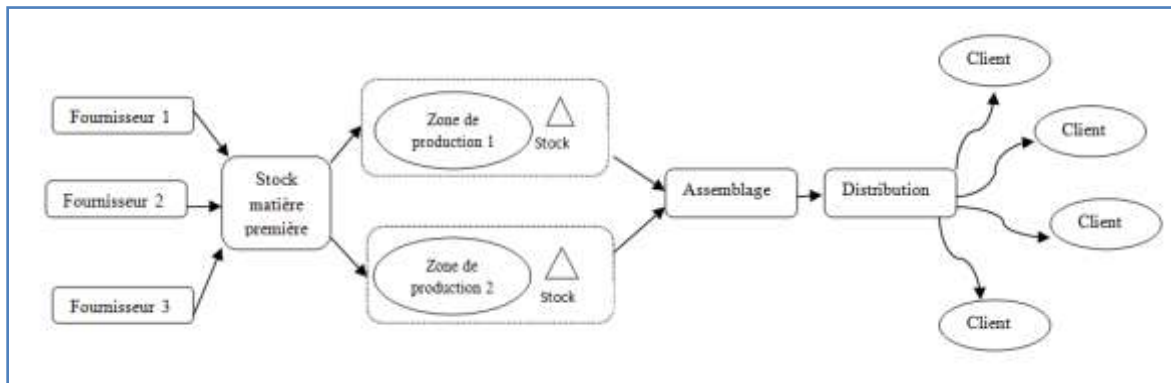 Fournisseur 1
Fournisseur 2
Fournisseur 3
Stock
matière
première
Zone de
production 1
Stock
Zone de
production 2
Stock
Assemblage
Distribution
Client
Client
Client
Client